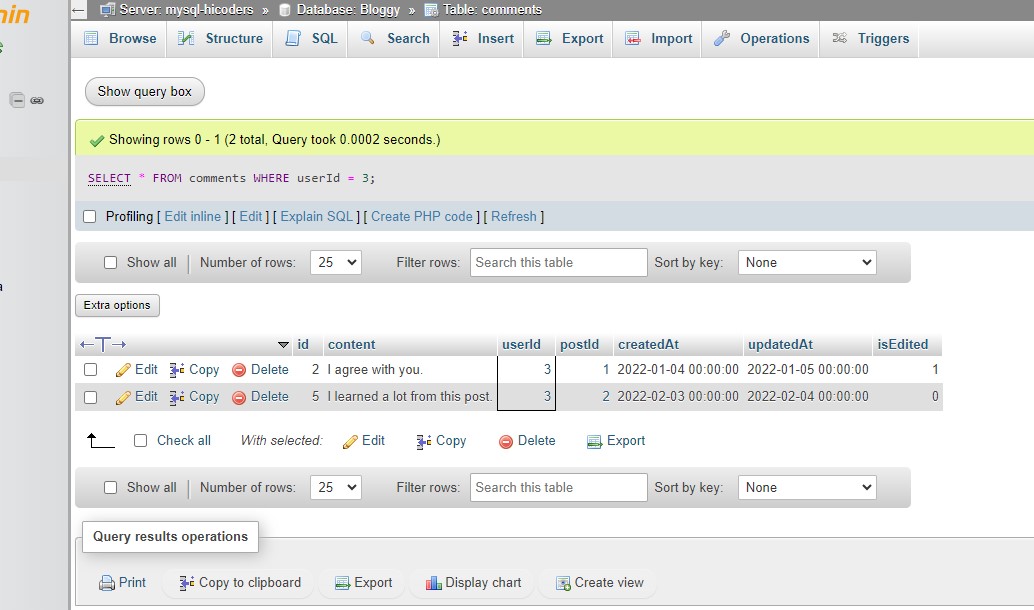 Server: mysql-hicoders » Database: Bloggy » Table: comments
Browse Structure SQL Search Insert Export Import Operations Triggers
Show query box
Showing rows 0 - 1 (2 total, Query took 0.0002 seconds.)
SELECT * FROM comments WHERE userId = 3;
Profiling [ Edit inline ] [ Edit ] [ Explain SQL ] [ Create PHP code ] [ Refresh ]
Show all Number of rows: 25 Filter rows: Search this table Sort by key: None
Extra options
id content userId postId createdAt updatedAt isEdited
Edit Copy Delete 2 I agree with you. 3 1 2022-01-04 00:00:00 2022-01-05 00:00:00 1
Edit Copy Delete 5 I learned a lot from this post. 3 2 2022-02-03 00:00:00 2022-02-04 00:00:00 0
Check all With selected: Edit Copy Delete Export
Show all Number of rows: 25 Filter rows: Search this table Sort by key: None
Query results operations
Print Copy to clipboard Export Display chart Create view